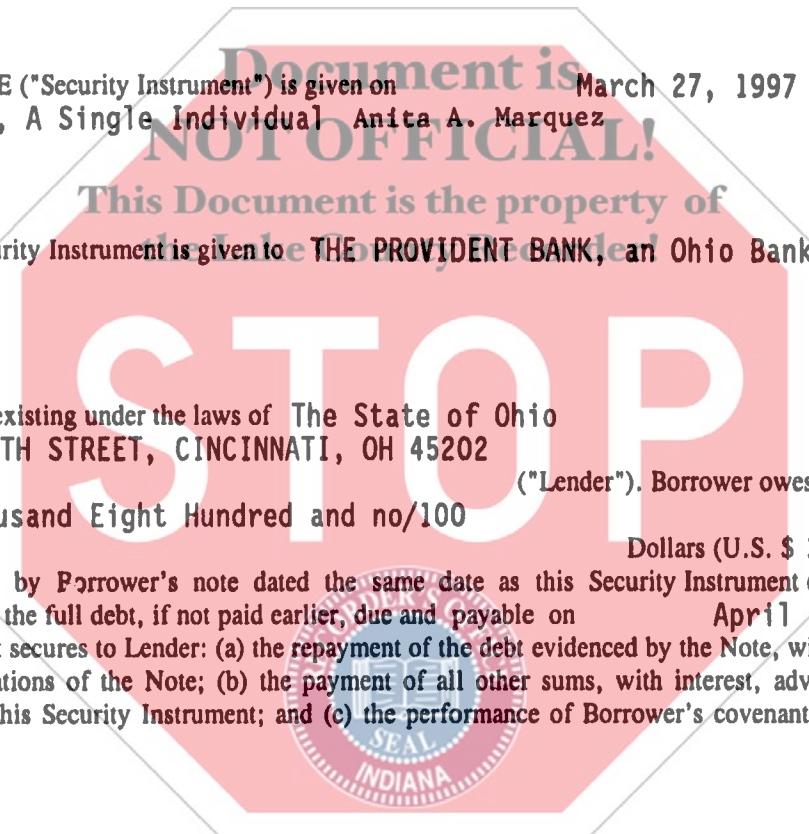 Document is
E ("Security Instrument") is given on March 27, 1997
, A Single Individual Anita A. Marquez
NOT OFFICIAL!
This Document is the property of
the Lake County Recorder!
rity Instrument is given to THE PROVIDENT BANK, an Ohio Bank
STOP
existing under the laws of The State of Ohio
TH STREET, CINCINNATI, OH 45202
("Lender"). Borrower owes
usand Eight Hundred and no/100
Dollars (U.S. $
by Borrower's note dated the same date as this Security Instrument
the full debt, if not paid earlier, due and payable on April
t secures to Lender: (a) the repayment of the debt evidenced by the Note, wi
ations of the Note; (b) the payment of all other sums, with interest, adv
his Security Instrument; and (c) the performance of Borrower's covenant
RECORDER'S OFFICE
SEAL
INDIANA